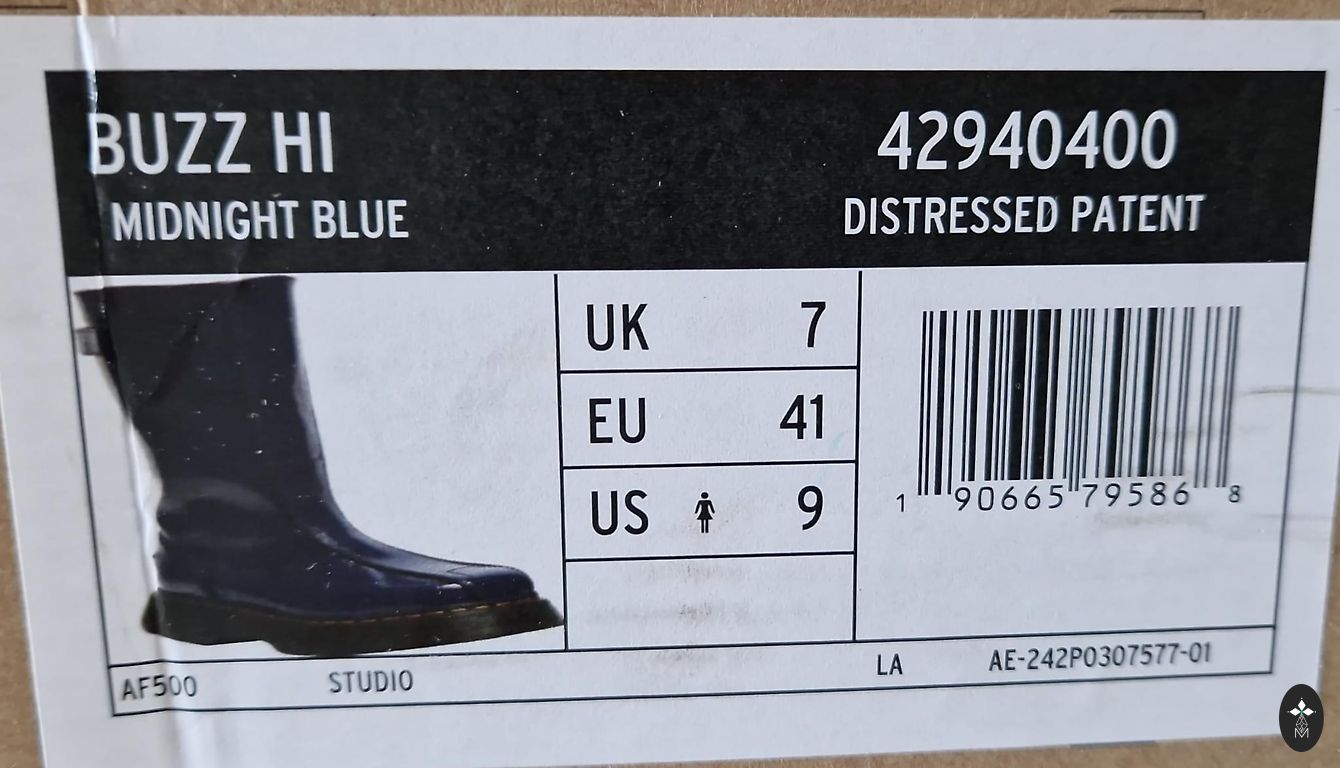 BUZZ HI
MIDNIGHT BLUE
42940400
DISTRESSED PATENT
UK 7
EU 41
US 9
1 90665 79586 8
AF500 STUDIO LA AE-242P0307577-01
M